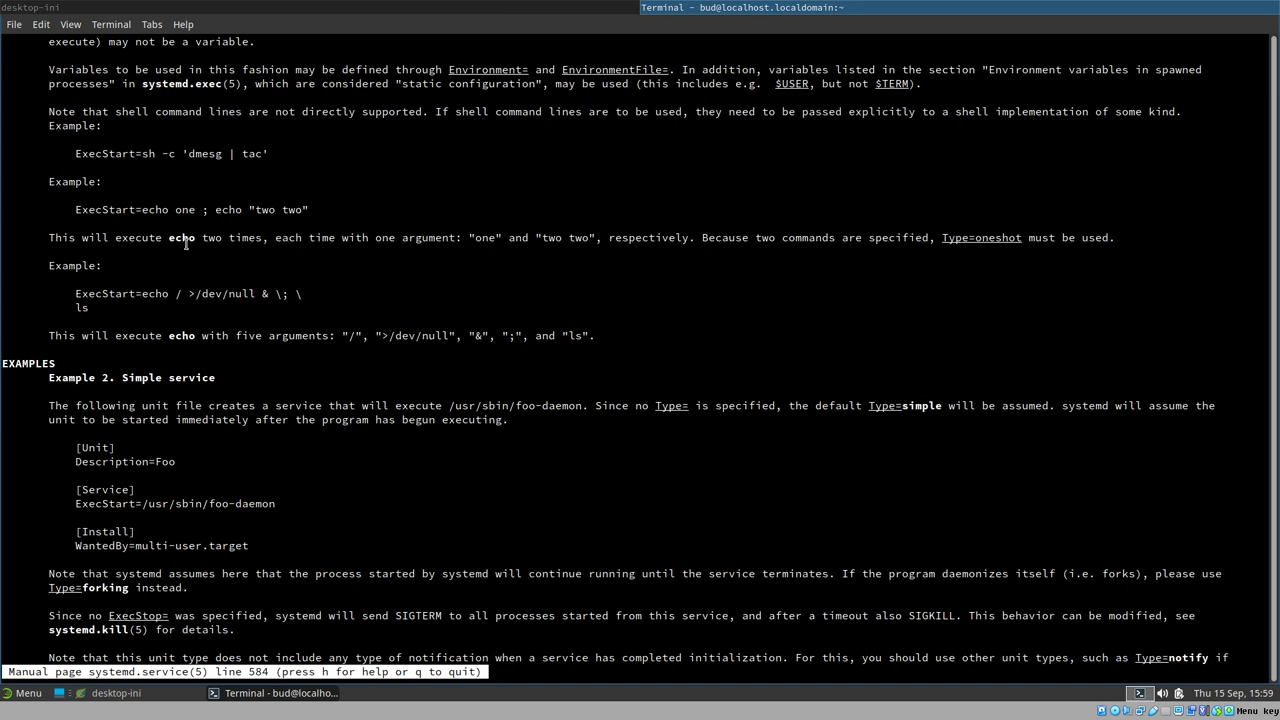 desktop-ini
Terminal - bud@localhost.localdomain:~
File Edit View Terminal Tabs Help
execute) may not be a variable.
Variables to be used in this fashion may be defined through Environment= and EnvironmentFile=. In addition, variables listed in the section "Environment variables in spawned
processes" in systemd.exec(5), which are considered "static configuration", may be used (this includes e.g.  $USER, but not $TERM).
Note that shell command lines are not directly supported. If shell command lines are to be used, they need to be passed explicitly to a shell implementation of some kind.
Example:
ExecStart=sh -c 'dmesg | tac'
Example:
ExecStart=echo one ; echo "two two"
This will execute echo two times, each time with one argument: "one" and "two two", respectively. Because two commands are specified, Type=oneshot must be used.
Example:
ExecStart=echo / >/dev/null & \; \
ls
This will execute echo with five arguments: "/", ">/dev/null", "&", ";", and "ls".
EXAMPLES
Example 2. Simple service
The following unit file creates a service that will execute /usr/sbin/foo-daemon. Since no Type= is specified, the default Type=simple will be assumed. systemd will assume the
unit to be started immediately after the program has begun executing.
[Unit]
Description=Foo
[Service]
ExecStart=/usr/sbin/foo-daemon
[Install]
WantedBy=multi-user.target
Note that systemd assumes here that the process started by systemd will continue running until the service terminates. If the program daemonizes itself (i.e. forks), please use
Type=forking instead.
Since no ExecStop= was specified, systemd will send SIGTERM to all processes started from this service, and after a timeout also SIGKILL. This behavior can be modified, see
systemd.kill(5) for details.
Note that this unit type does not include any type of notification when a service has completed initialization. For this, you should use other unit types, such as Type=notify if
Manual page systemd.service(5) line 584 (press h for help or q to quit)
Menu desktop-ini Terminal - bud@localho... Thu 15 Sep, 15:59
Menu key